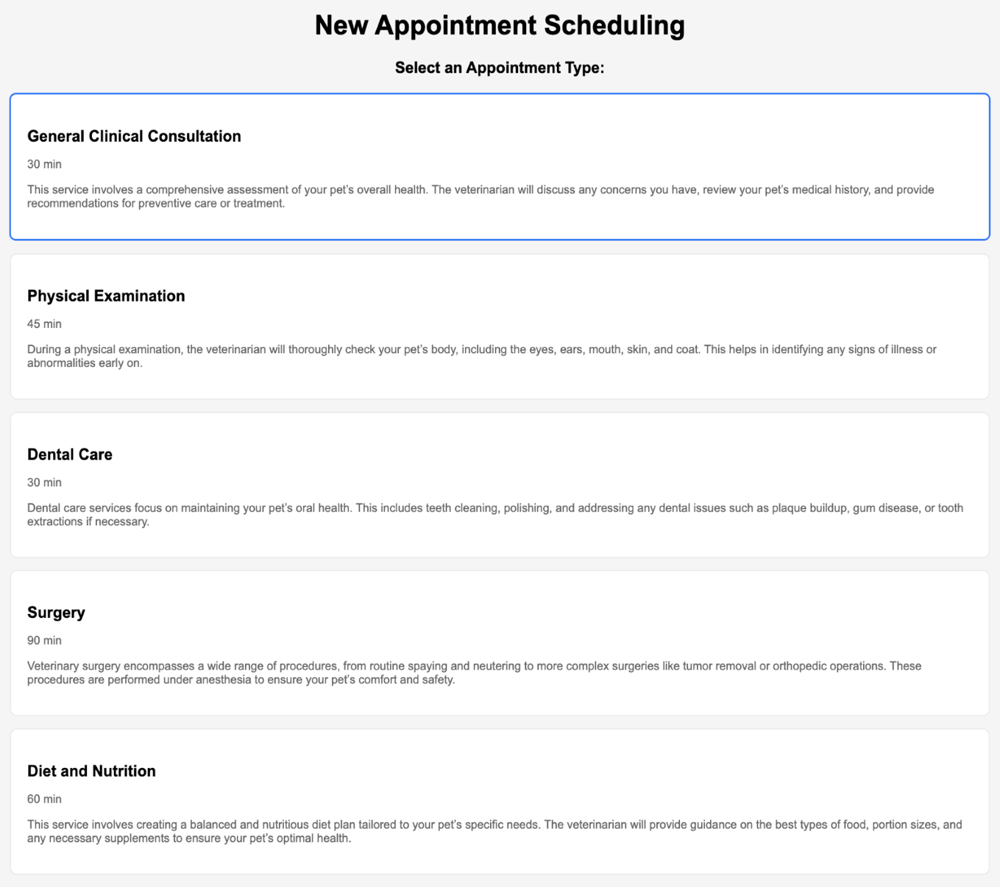 New Appointment Scheduling
Select an Appointment Type:
General Clinical Consultation
30 min
This service involves a comprehensive assessment of your pet’s overall health. The veterinarian will discuss any concerns you have, review your pet’s medical history, and provide
recommendations for preventive care or treatment.
Physical Examination
45 min
During a physical examination, the veterinarian will thoroughly check your pet’s body, including the eyes, ears, mouth, skin, and coat. This helps in identifying any signs of illness or
abnormalities early on.
Dental Care
30 min
Dental care services focus on maintaining your pet’s oral health. This includes teeth cleaning, polishing, and addressing any dental issues such as plaque buildup, gum disease, or tooth
extractions if necessary.
Surgery
90 min
Veterinary surgery encompasses a wide range of procedures, from routine spaying and neutering to more complex surgeries like tumor removal or orthopedic operations. These
procedures are performed under anesthesia to ensure your pet’s comfort and safety.
Diet and Nutrition
60 min
This service involves creating a balanced and nutritious diet plan tailored to your pet’s specific needs. The veterinarian will provide guidance on the best types of food, portion sizes, and
any necessary supplements to ensure your pet’s optimal health.